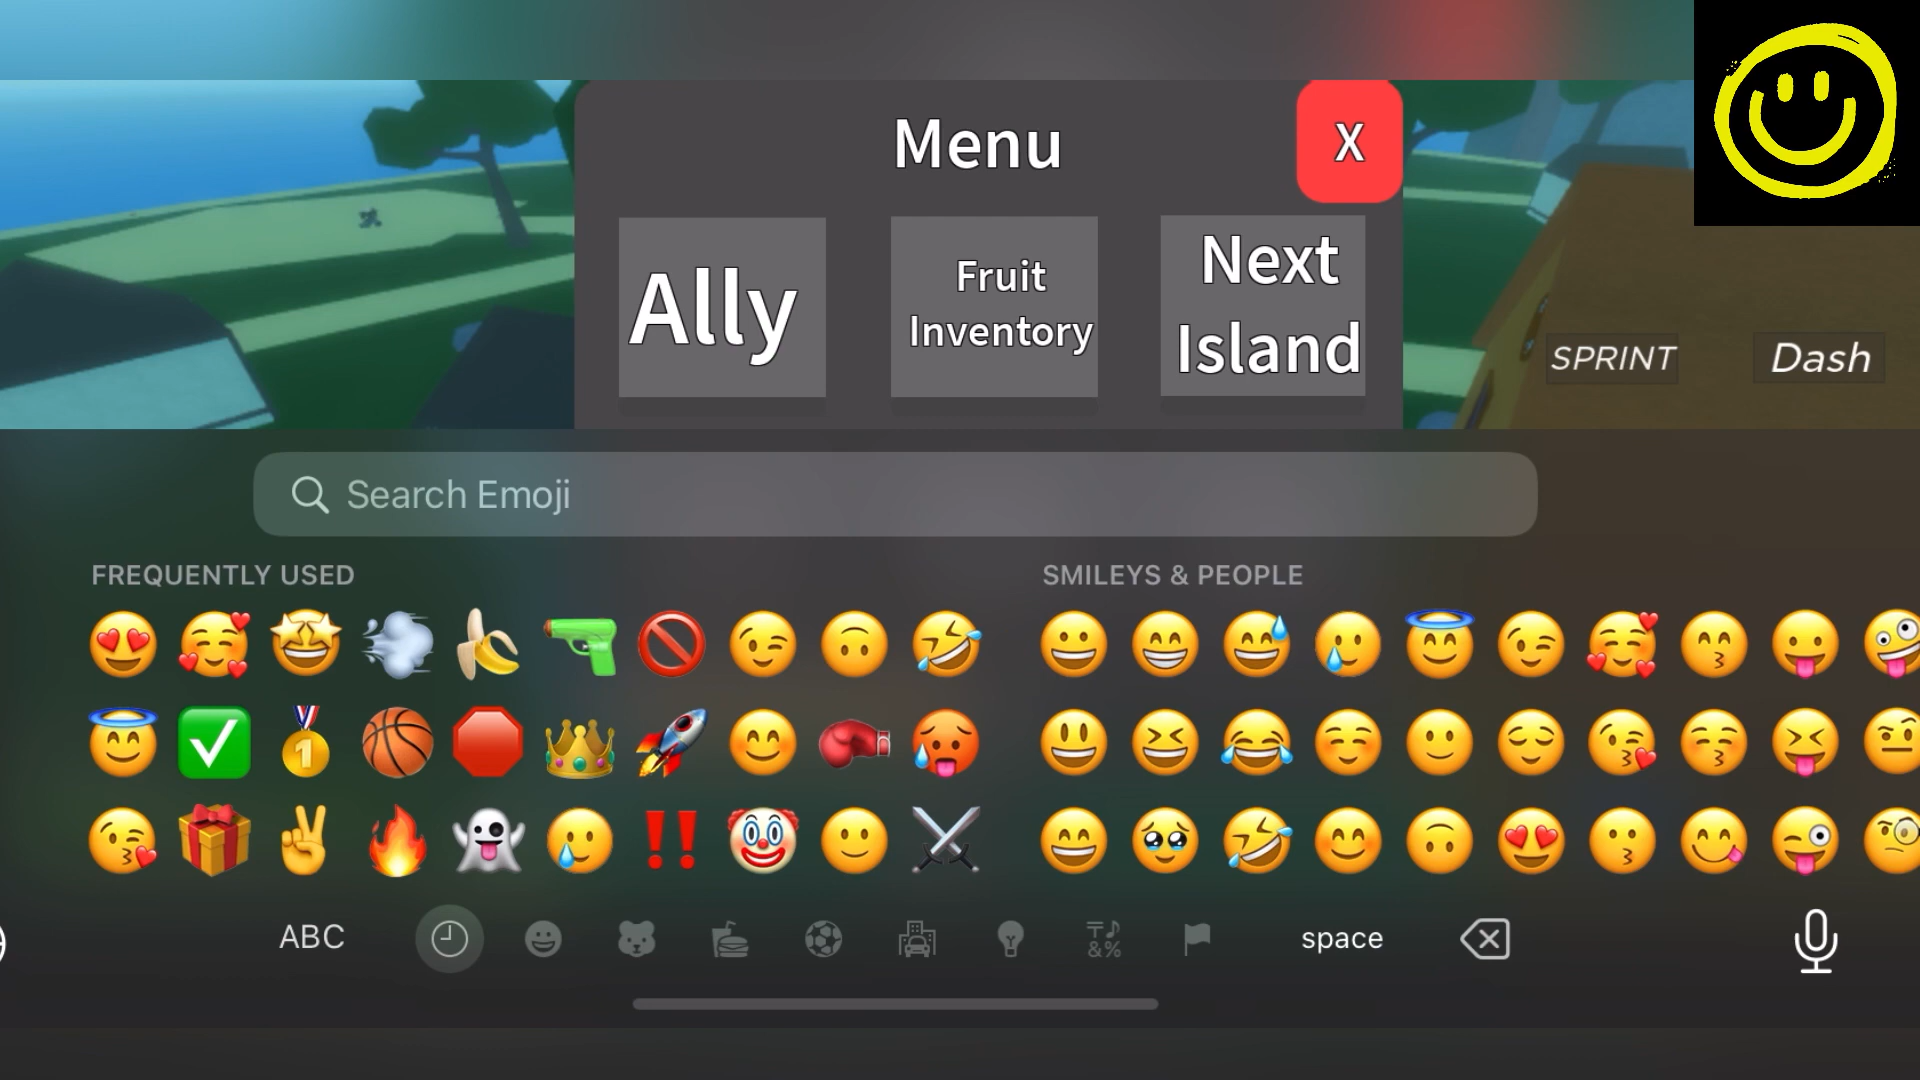 Menu
X
Ally
Fruit
Inventory
Next
Island
SPRINT
Dash
Search Emoji
FREQUENTLY USED
SMILEYS & PEOPLE
ABC
space